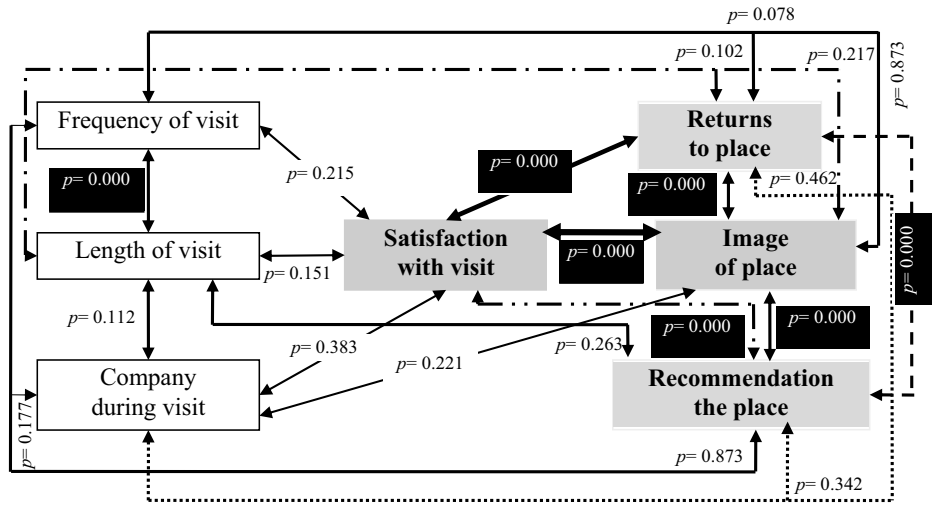 p= 0.078
p= 0.102
p= 0.217
p= 0.873
Frequency of visit
Returns
to place
p= 0.000
p= 0.215
p= 0.000
p= 0.000
p= 0.462
Length of visit
Satisfaction
with visit
p= 0.000
Image
of place
p= 0.000
p= 0.151
p= 0.112
p= 0.383
p= 0.221
p= 0.263
p= 0.000
p= 0.000
Company
during visit
Recommendation
the place
p= 0.177
p= 0.873
p= 0.342